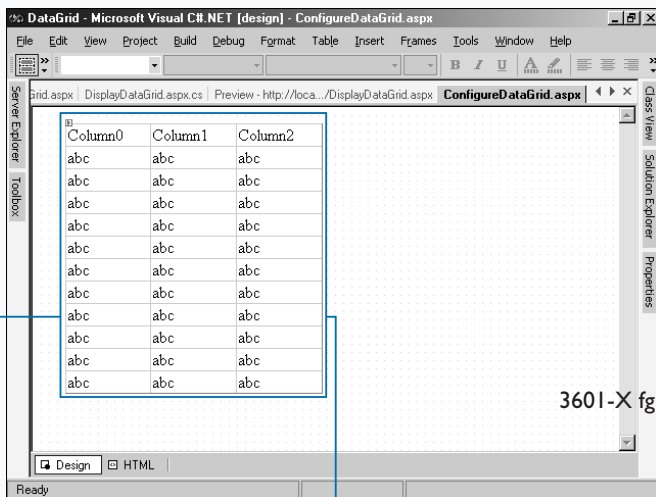 DataGrid - Microsoft Visual C#.NET [design] - ConfigureDataGrid.aspx
File Edit View Project Build Debug Format Table Insert Frames Tools Window Help
B I U A
Grid.aspx DisplayDataGrid.aspx.cs Preview - http://loca.../DisplayDataGrid.aspx ConfigureDataGrid.aspx
Server Explorer
Toolbox
Class View
Solution Explorer
Properties
Column0 Column1 Column2
abc abc abc
abc abc abc
abc abc abc
abc abc abc
abc abc abc
abc abc abc
abc abc abc
abc abc abc
abc abc abc
abc abc abc
abc abc abc
3601-X fg
Design HTML
Ready